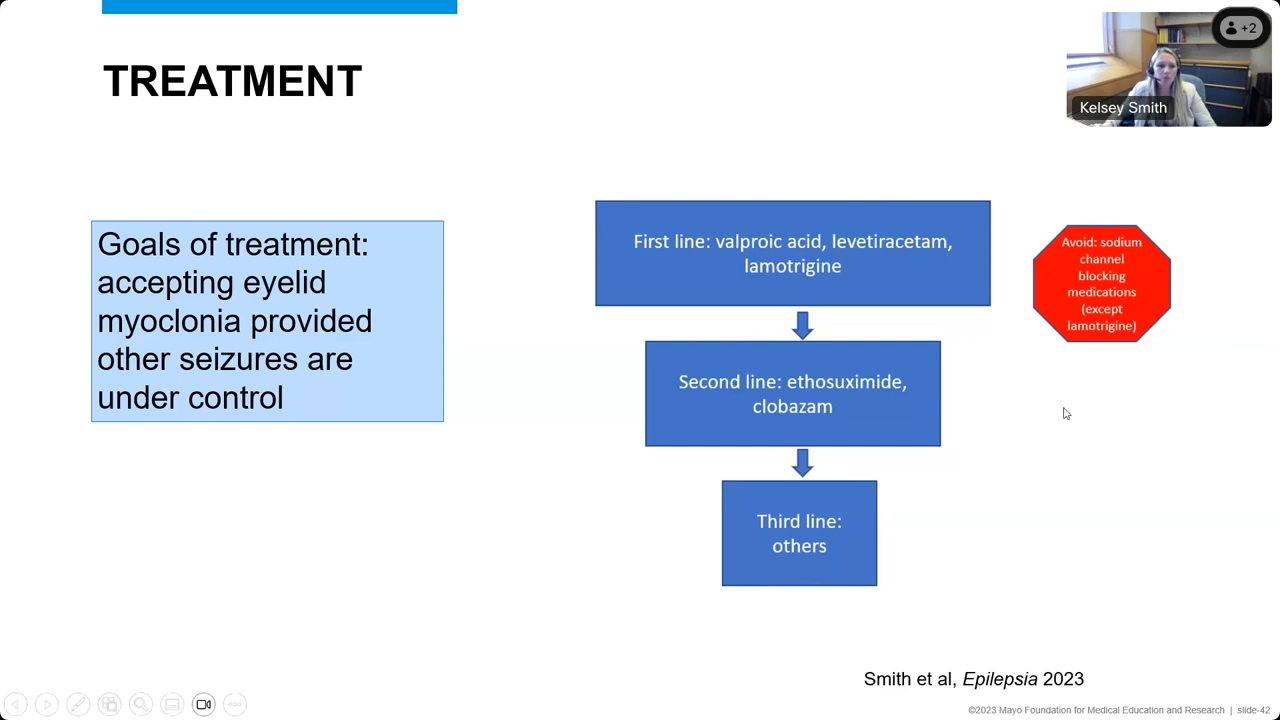 +2
TREATMENT
Kelsey Smith
Goals of treatment:
accepting eyelid
myoclonia provided
other seizures are
under control
First line: valproic acid, levetiracetam,
lamotrigine
Avoid: sodium
channel
blocking
medications
(except
lamotrigine)
Second line: ethosuximide,
clobazam
Third line:
others
Smith et al, Epilepsia 2023
©2023 Mayo Foundation for Medical Education and Research | slide-42